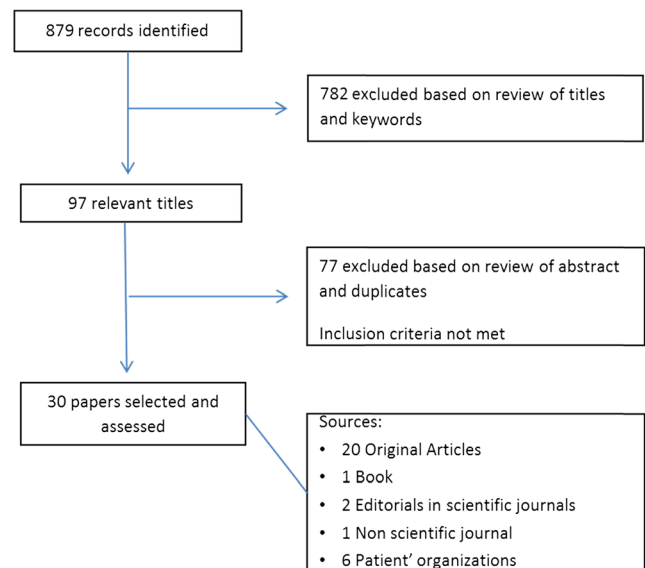 879 records identified
782 excluded based on review of titles
and keywords
97 relevant titles
77 excluded based on review of abstract
and duplicates
Inclusion criteria not met
30 papers selected and
assessed
Sources:
• 20 Original Articles
• 1 Book
• 2 Editorials in scientific journals
• 1 Non scientific journal
• 6 Patient’ organizations